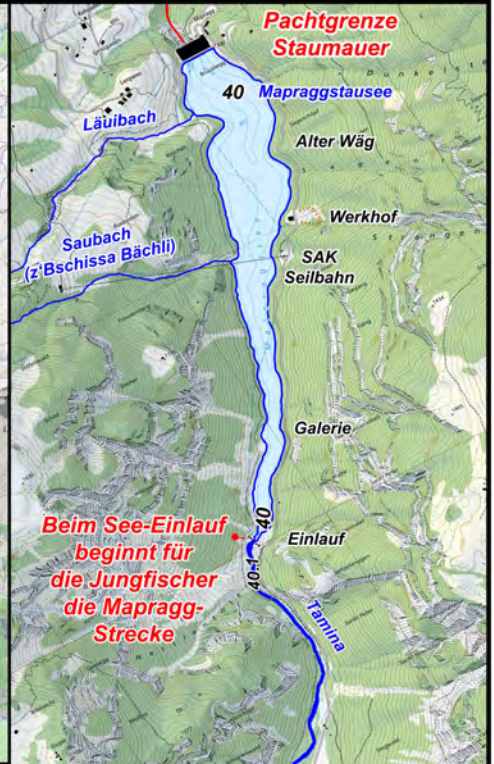 Pachtgrenze
Staumauer
40
Mapraggstausee
Läuibach
Alter Wäg
Werkhof
Saubach
(z'Bschissa Bächli)
SAK
Seilbahn
Galerie
40
Beim See-Einlauf
beginnt für
die Jungfischer
die Mapragg-
Strecke
Einlauf
40-1
Tamina